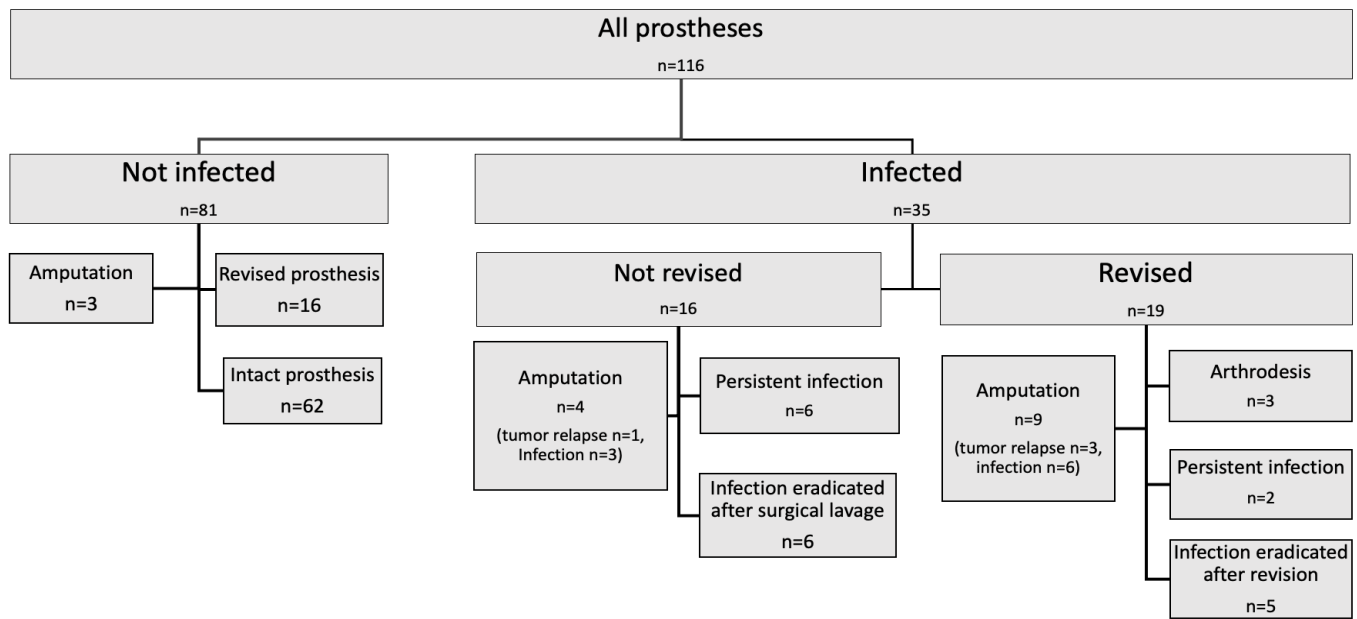 All prostheses
n=116
Not infected
n=81
Infected
n=35
Amputation
n=3
Revised prosthesis
n=16
Intact prosthesis
n=62
Not revised
n=16
Revised
n=19
Amputation
n=4
(tumor relapse n=1,
Infection n=3)
Persistent infection
n=6
Infection eradicated
after surgical lavage
n=6
Amputation
n=9
(tumor relapse n=3,
infection n=6)
Arthrodesis
n=3
Persistent infection
n=2
Infection eradicated
after revision
n=5